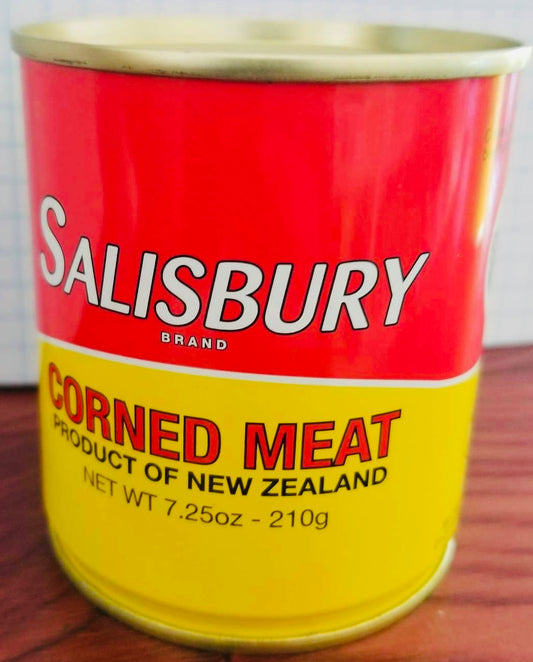 SALISBURY
BRAND
CORNED MEAT
PRODUCT OF NEW ZEALAND
NET WT 7.25oz - 210g